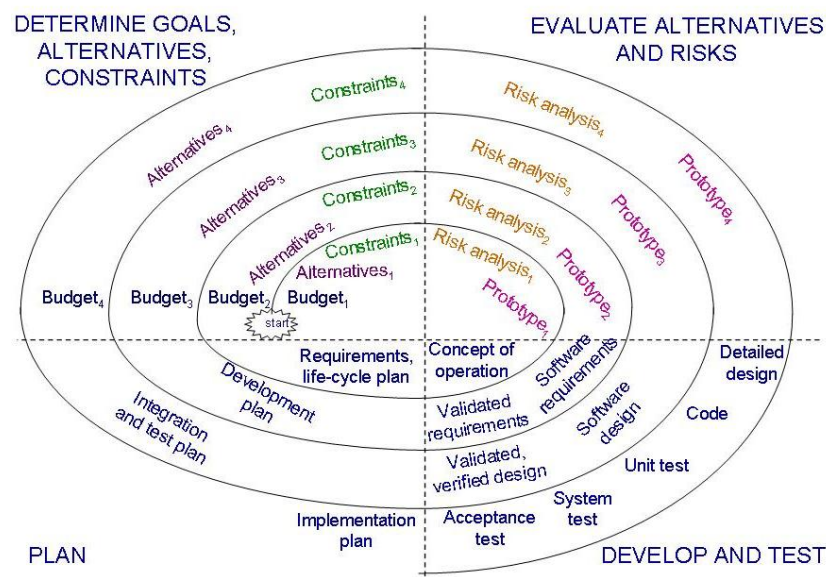 DETERMINE GOALS,
ALTERNATIVES,
CONSTRAINTS
EVALUATE ALTERNATIVES
AND RISKS
Constraints4
Risk analysis4
Alternatives4
Constraints3
Risk analysis3
Prototype4
Alternatives3
Constraints2
Risk analysis2
Prototype3
Alternatives2
Constraints1
Risk analysis1
Prototype2
Alternatives1
Prototype1
Budget4
Budget3
Budget2
Budget1
start
Requirements,
life-cycle plan
Concept of
operation
Software
requirements
Detailed
design
Development
plan
Validated
requirements
Software
design
Code
Integration
and test plan
Validated,
verified design
Unit test
Implementation
plan
Acceptance
test
System
test
PLAN
DEVELOP AND TEST